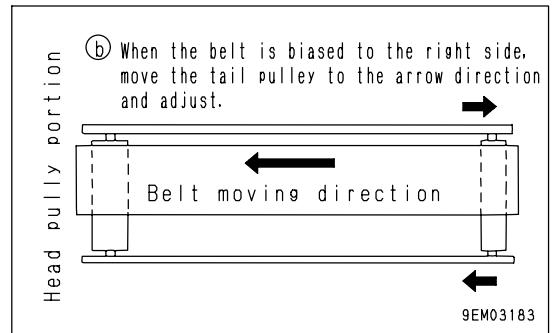 Head pully portion
ⓑ When the belt is biased to the right side,
move the tail pulley to the arrow direction
and adjust.
Belt moving direction
9EM03183